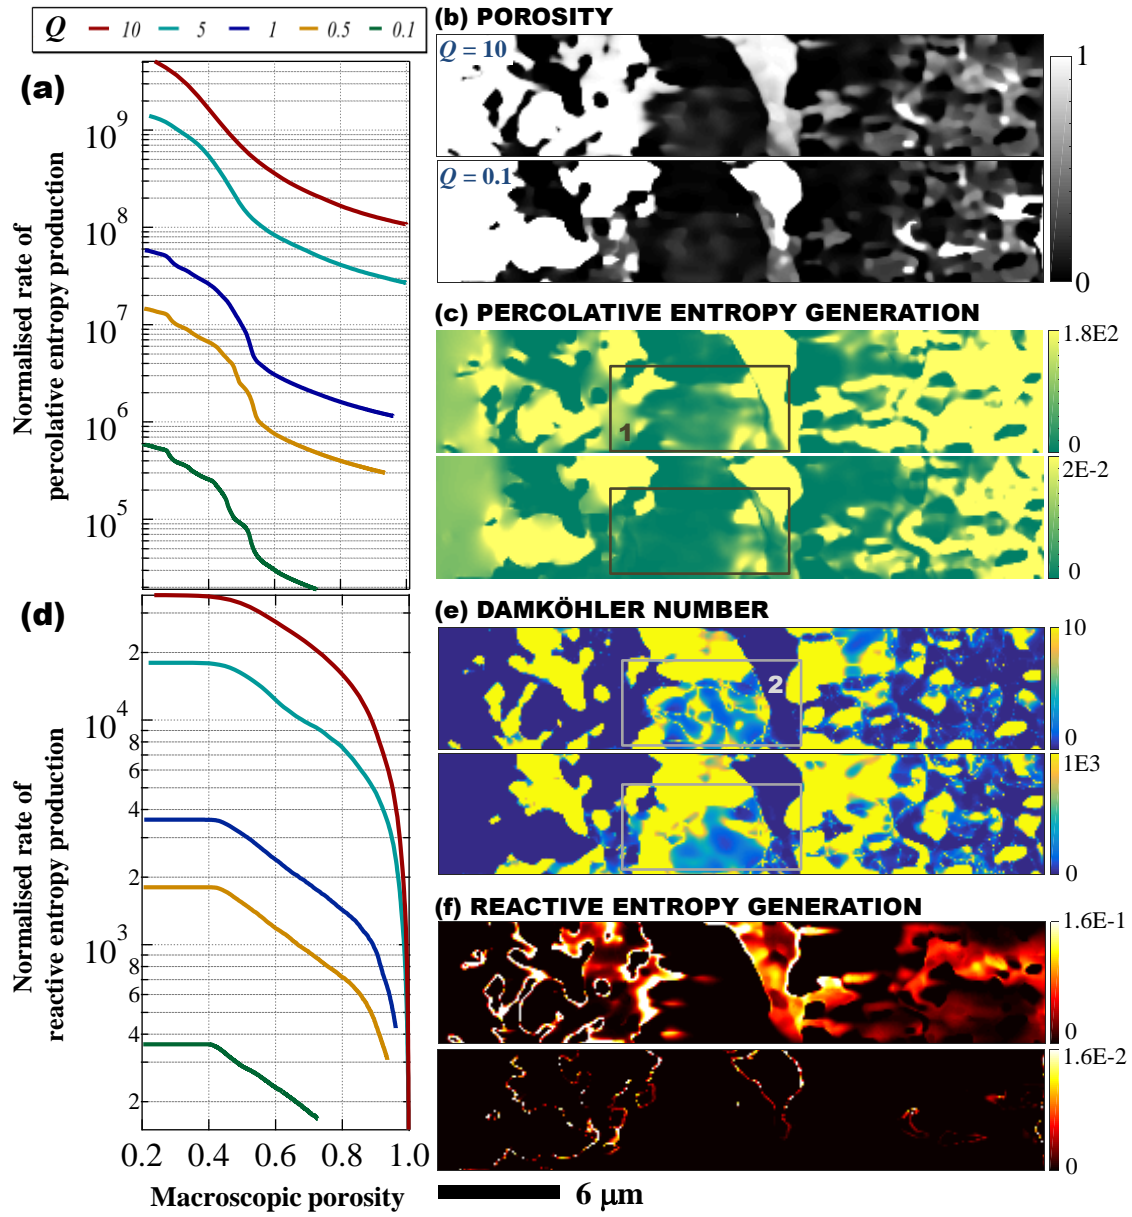 Q 10 5 1 0.5 0.1
(a)
Normalised rate of
percolative entropy production
10^9
10^8
10^7
10^6
10^5
(d)
Normalised rate of
reactive entropy production
2
10^4
8
6
4
2
10^3
8
6
4
2
0.2 0.4 0.6 0.8 1.0
Macroscopic porosity
(b) POROSITY
Q = 10
Q = 0.1
1
0
(c) PERCOLATIVE ENTROPY GENERATION
1
1.8E2
0
2E-2
0
(e) DAMKÖHLER NUMBER
2
10
0
1E3
0
(f) REACTIVE ENTROPY GENERATION
1.6E-1
0
1.6E-2
0
6 μm